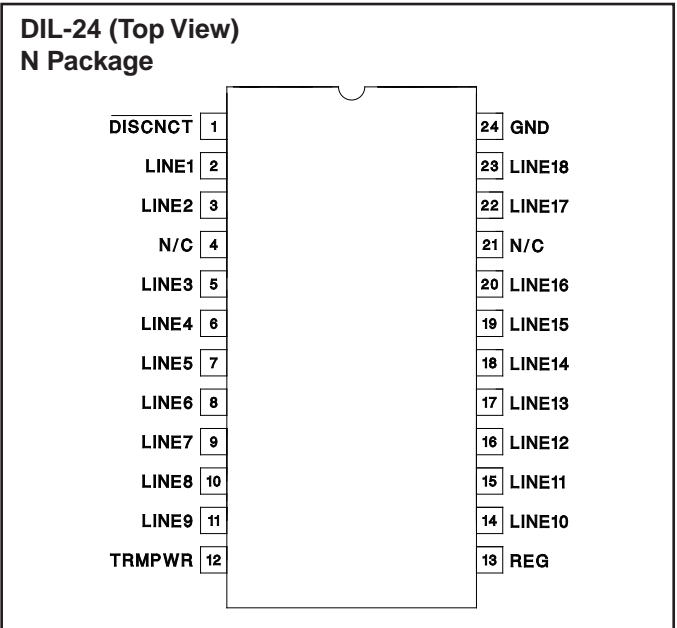 DIL-24 (Top View)
N Package
DISCNCT 1 24 GND
LINE1 2 23 LINE18
LINE2 3 22 LINE17
N/C 4 21 N/C
LINE3 5 20 LINE16
LINE4 6 19 LINE15
LINE5 7 18 LINE14
LINE6 8 17 LINE13
LINE7 9 16 LINE12
LINE8 10 15 LINE11
LINE9 11 14 LINE10
TRMPWR 12 13 REG